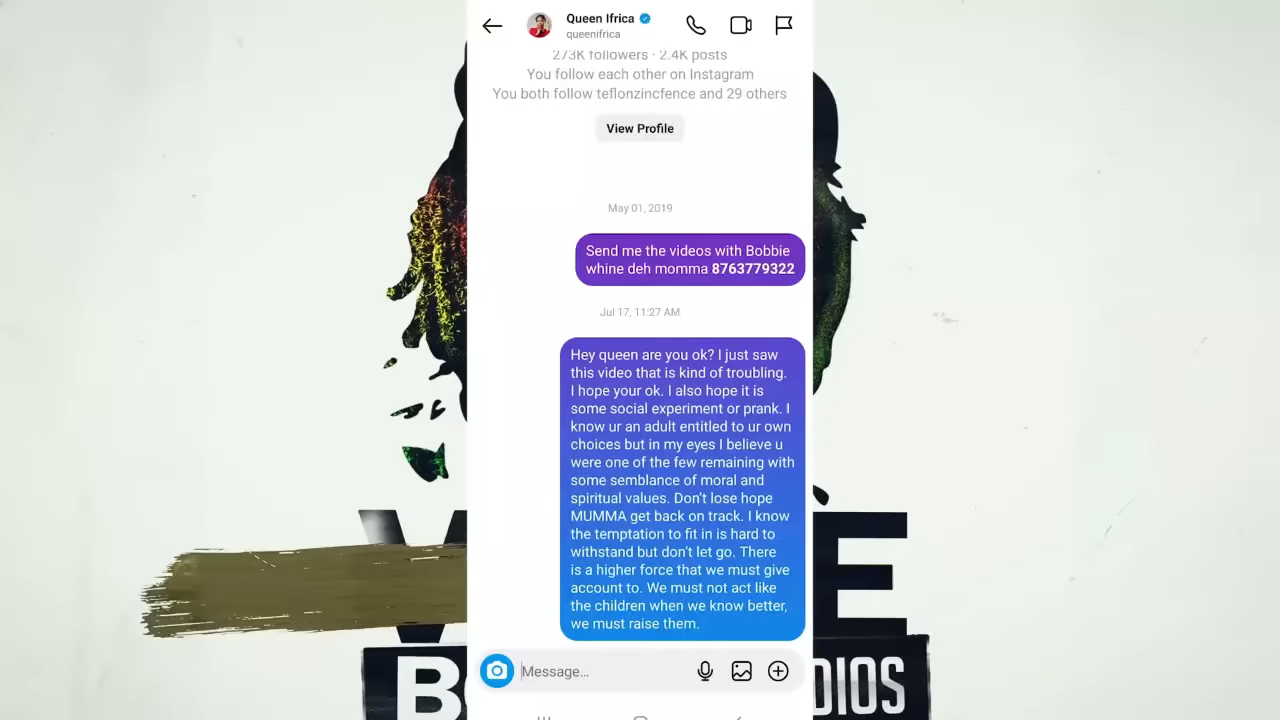 Queen Ifrica
queenifrica
273K followers · 2.4K posts
You follow each other on Instagram
You both follow teflonzincfence and 29 others
View Profile
May 01, 2019
Send me the videos with Bobbie
whine deh momma 8763779322
Jul 17, 11:27 AM
Hey queen are you ok? I just saw
this video that is kind of troubling.
I hope your ok. I also hope it is
some social experiment or prank. I
know ur an adult entitled to ur own
choices but in my eyes I believe u
were one of the few remaining with
some semblance of moral and
spiritual values. Don't lose hope
MUMMA get back on track. I know
the temptation to fit in is hard to
withstand but don't let go. There
is a higher force that we must give
account to. We must not act like
the children when we know better,
we must raise them.
Message...